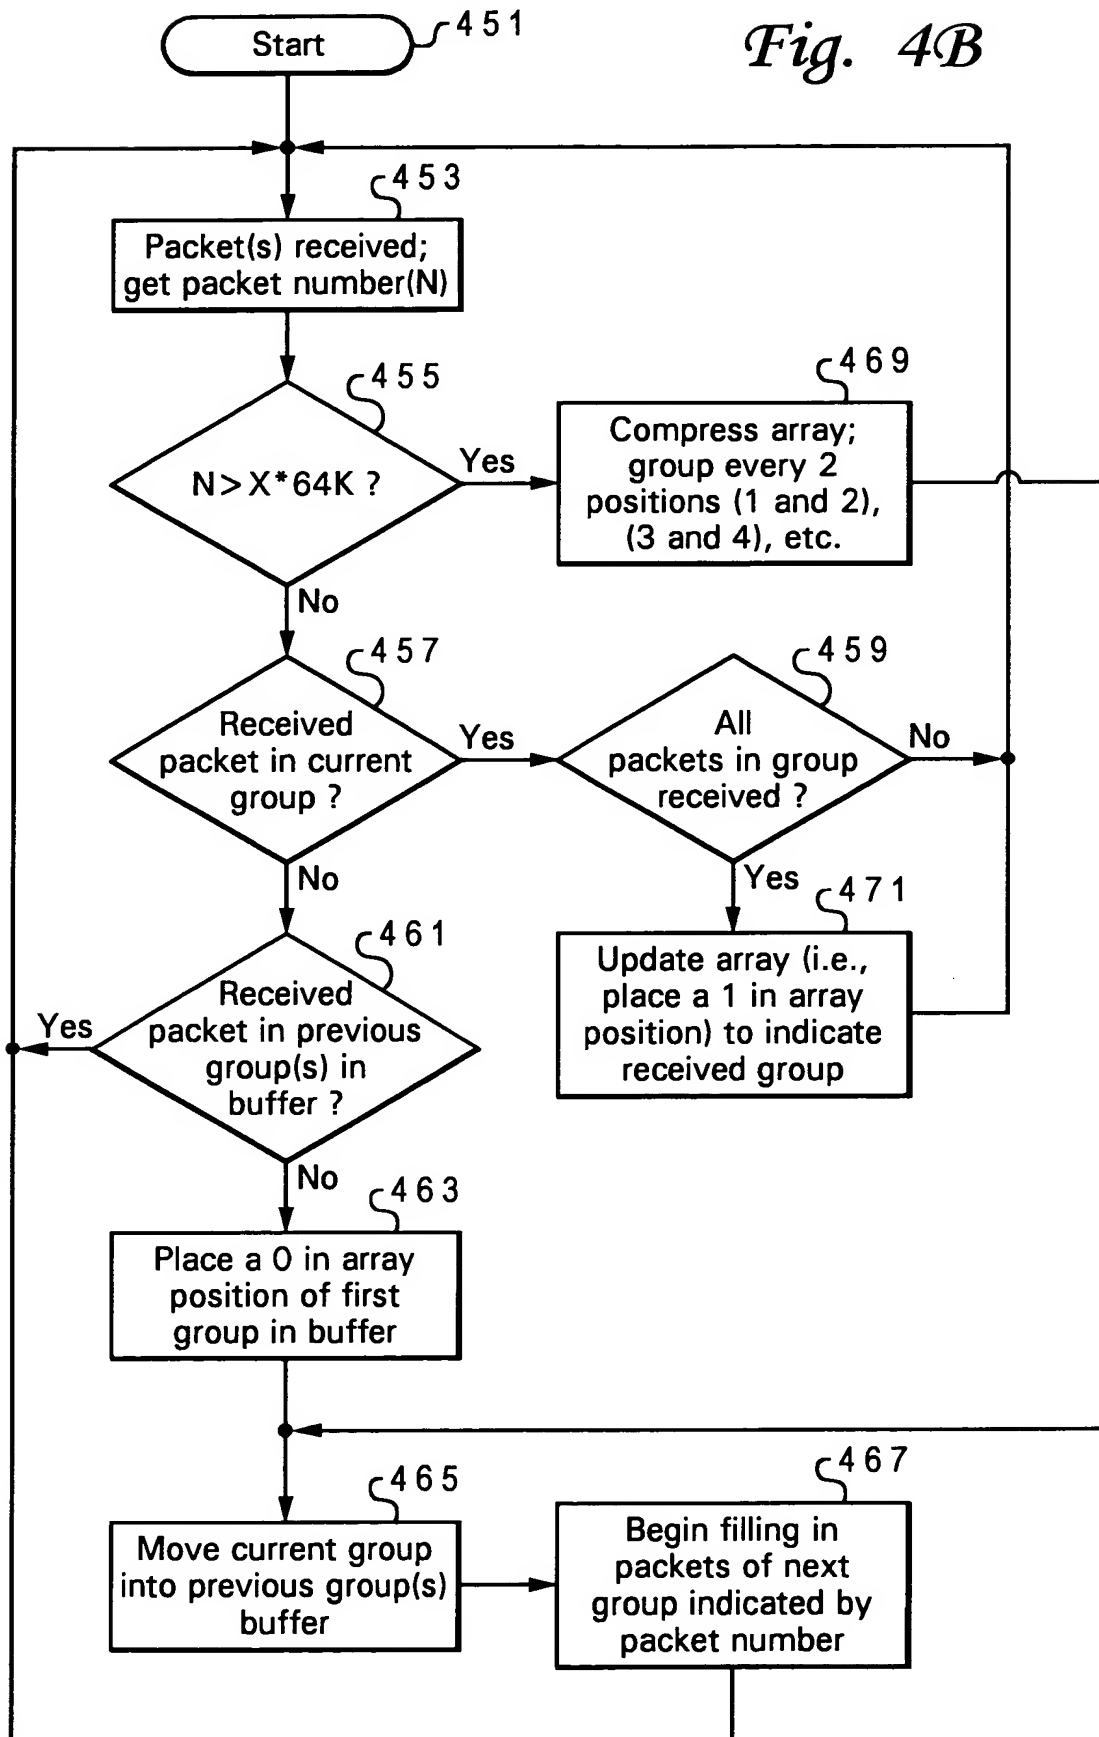 Start
451
Fig. 4B
453
Packet(s) received;
get packet number(N)
455
N>X*64K ?
Yes
No
469
Compress array;
group every 2
positions (1 and 2),
(3 and 4), etc.
457
Received
packet in current
group ?
Yes
No
459
All
packets in group
received ?
No
Yes
461
Received
packet in previous
group(s) in
buffer ?
Yes
No
471
Update array (i.e.,
place a 1 in array
position) to indicate
received group
463
Place a 0 in array
position of first
group in buffer
465
Move current group
into previous group(s)
buffer
467
Begin filling in
packets of next
group indicated by
packet number